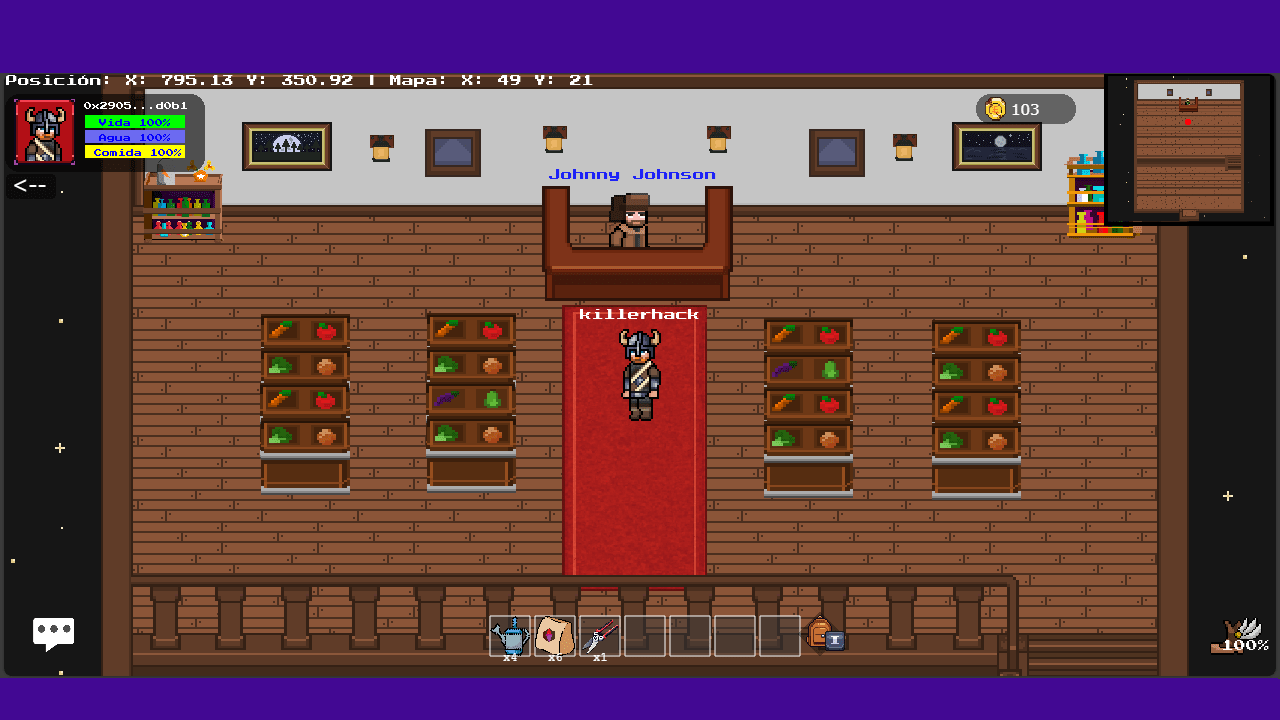 Posición: X: 795.13 Y: 350.92 | Mapa: X: 49 Y: 21
0x2905...d0b1
Vida 100%
Agua 100%
Comida 100%
<--
103
Johnny Johnson
killerhack
x4
x6
x1
I
100%